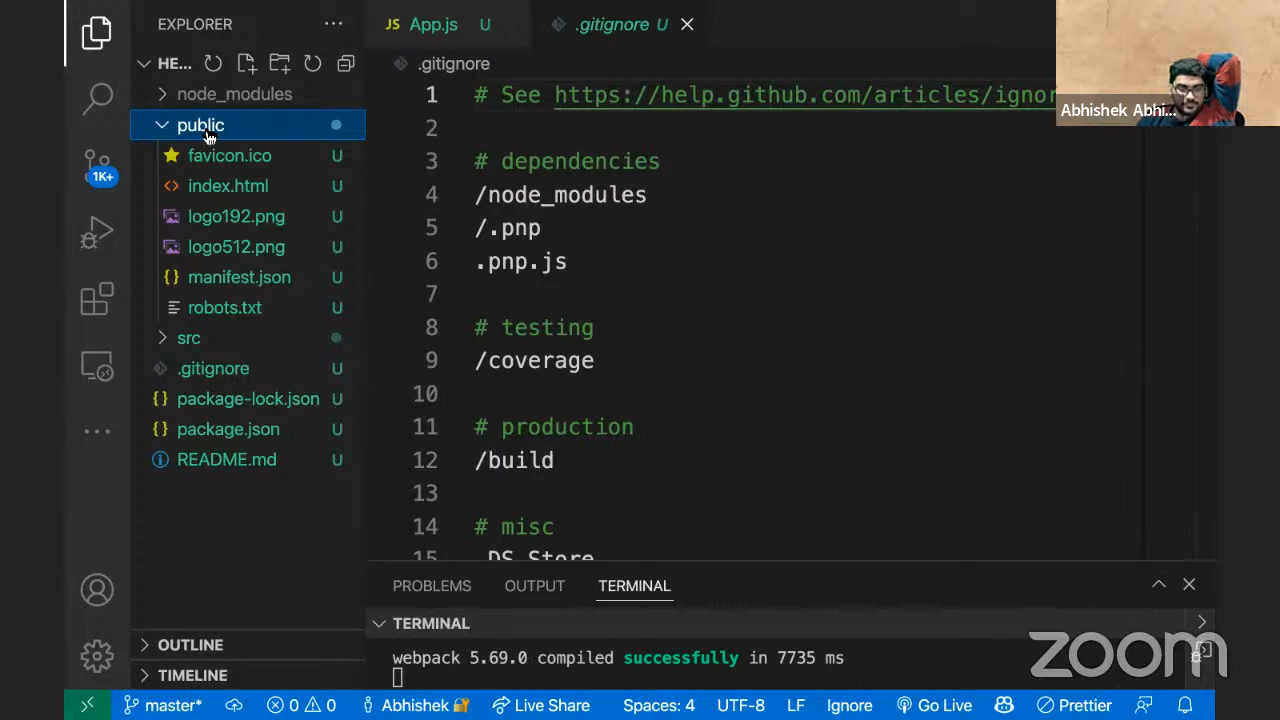 EXPLORER
HE...
node_modules
public
favicon.ico U
index.html U
logo192.png U
logo512.png U
manifest.json U
robots.txt U
src
.gitignore U
package-lock.json U
package.json U
README.md U
OUTLINE
TIMELINE
1K+
JS App.js U
.gitignore U
.gitignore
1 # See https://help.github.com/articles/ignor
2
3 # dependencies
4 /node_modules
5 /.pnp
6 .pnp.js
7
8 # testing
9 /coverage
10
11 # production
12 /build
13
14 # misc
15 .DS_Store
Abhishek Abhi...
PROBLEMS OUTPUT TERMINAL
TERMINAL
webpack 5.69.0 compiled successfully in 7735 ms
zoom
master* 0 0 Abhishek Live Share Spaces: 4 UTF-8 LF Ignore Go Live Prettier